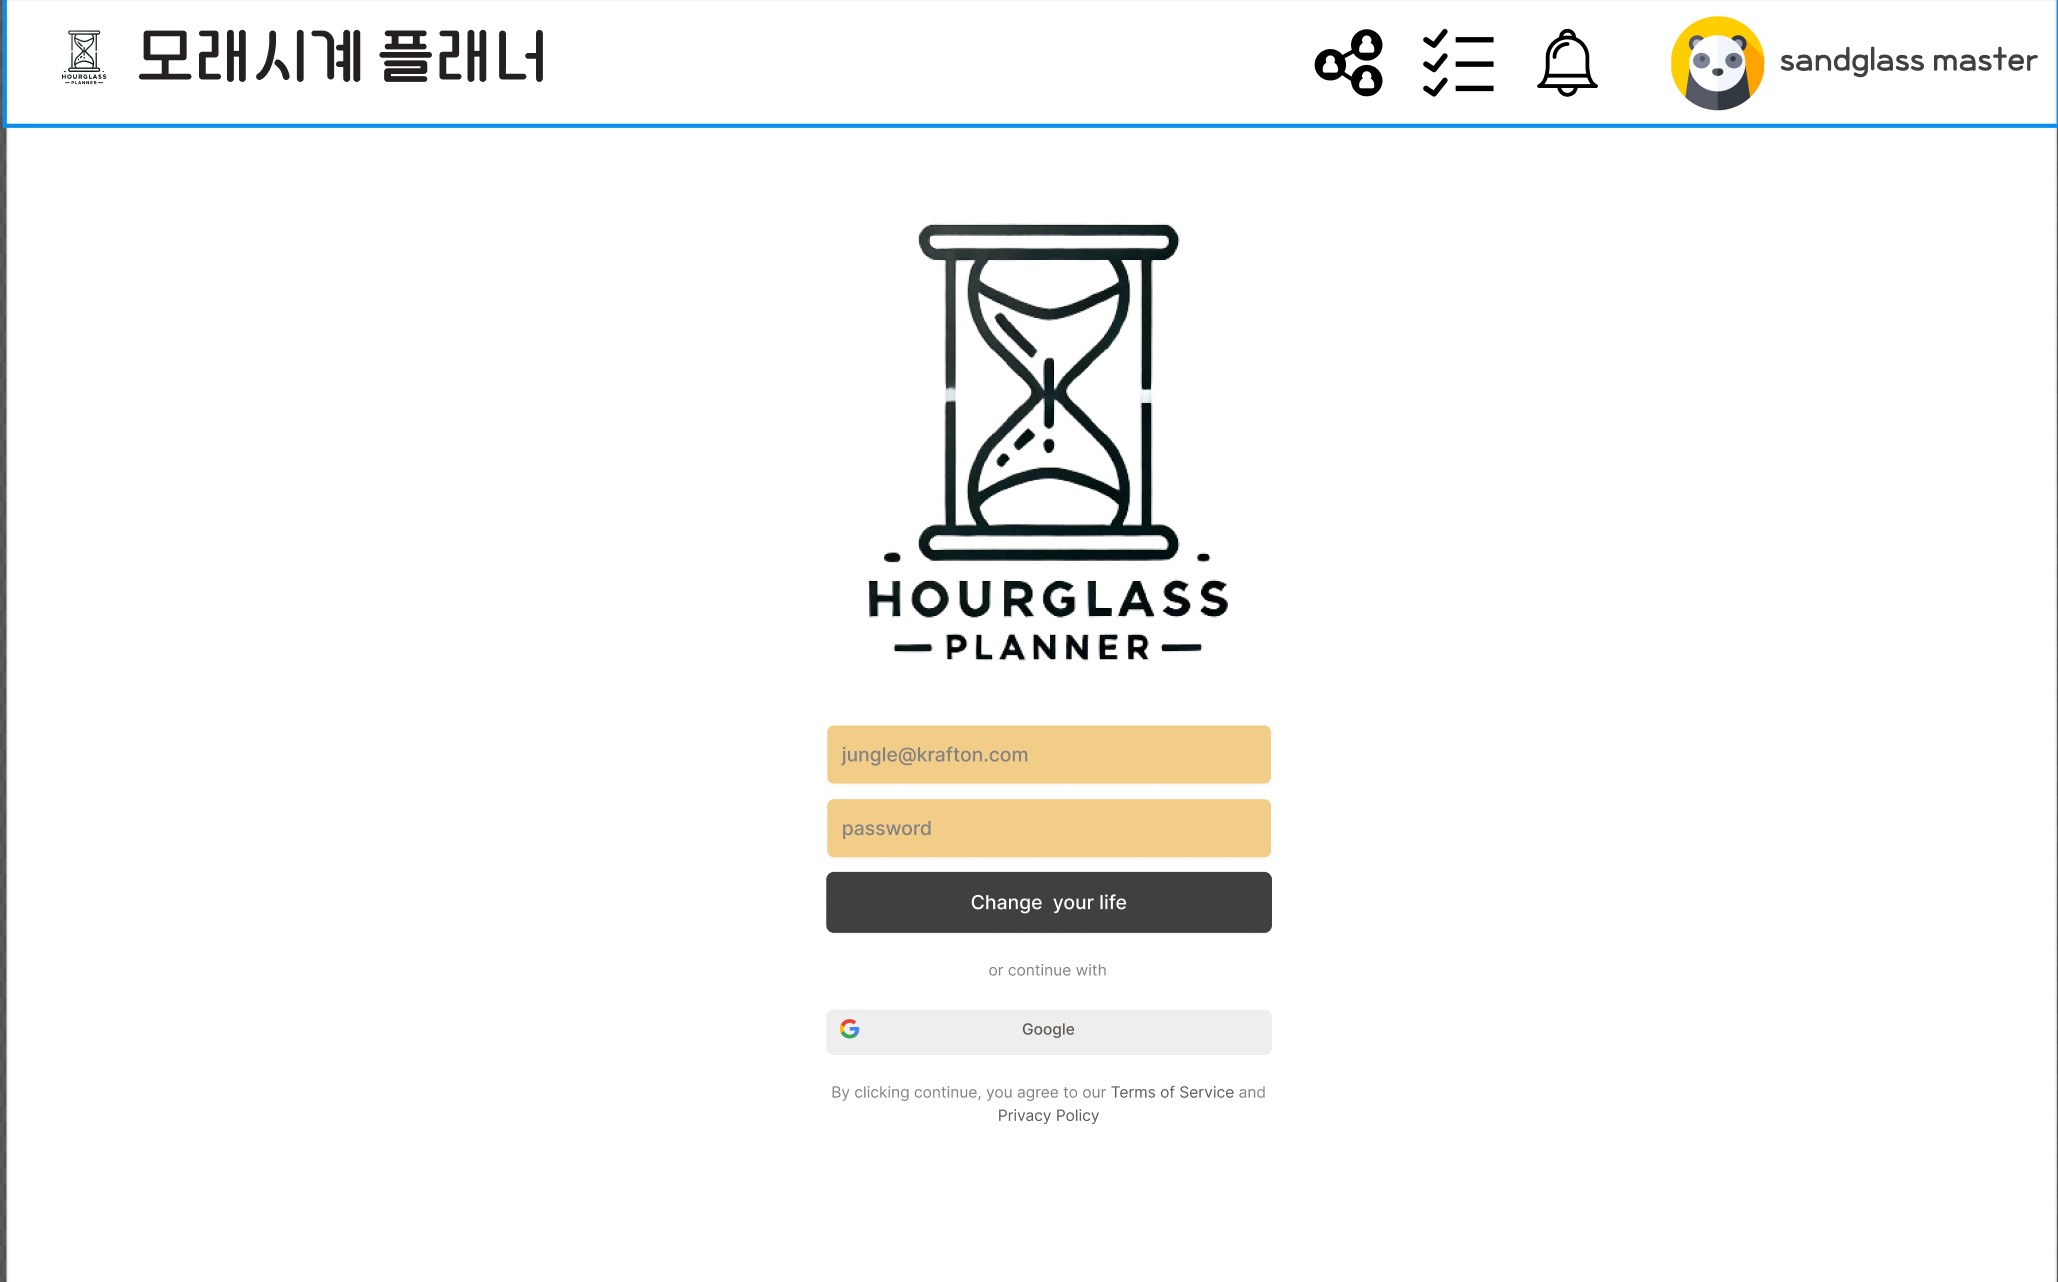 HOURGLASS
PLANNER
모래시계 플래너
sandglass master
HOURGLASS
PLANNER
jungle@krafton.com
password
Change  your life
or continue with
Google
By clicking continue, you agree to our Terms of Service and
Privacy Policy